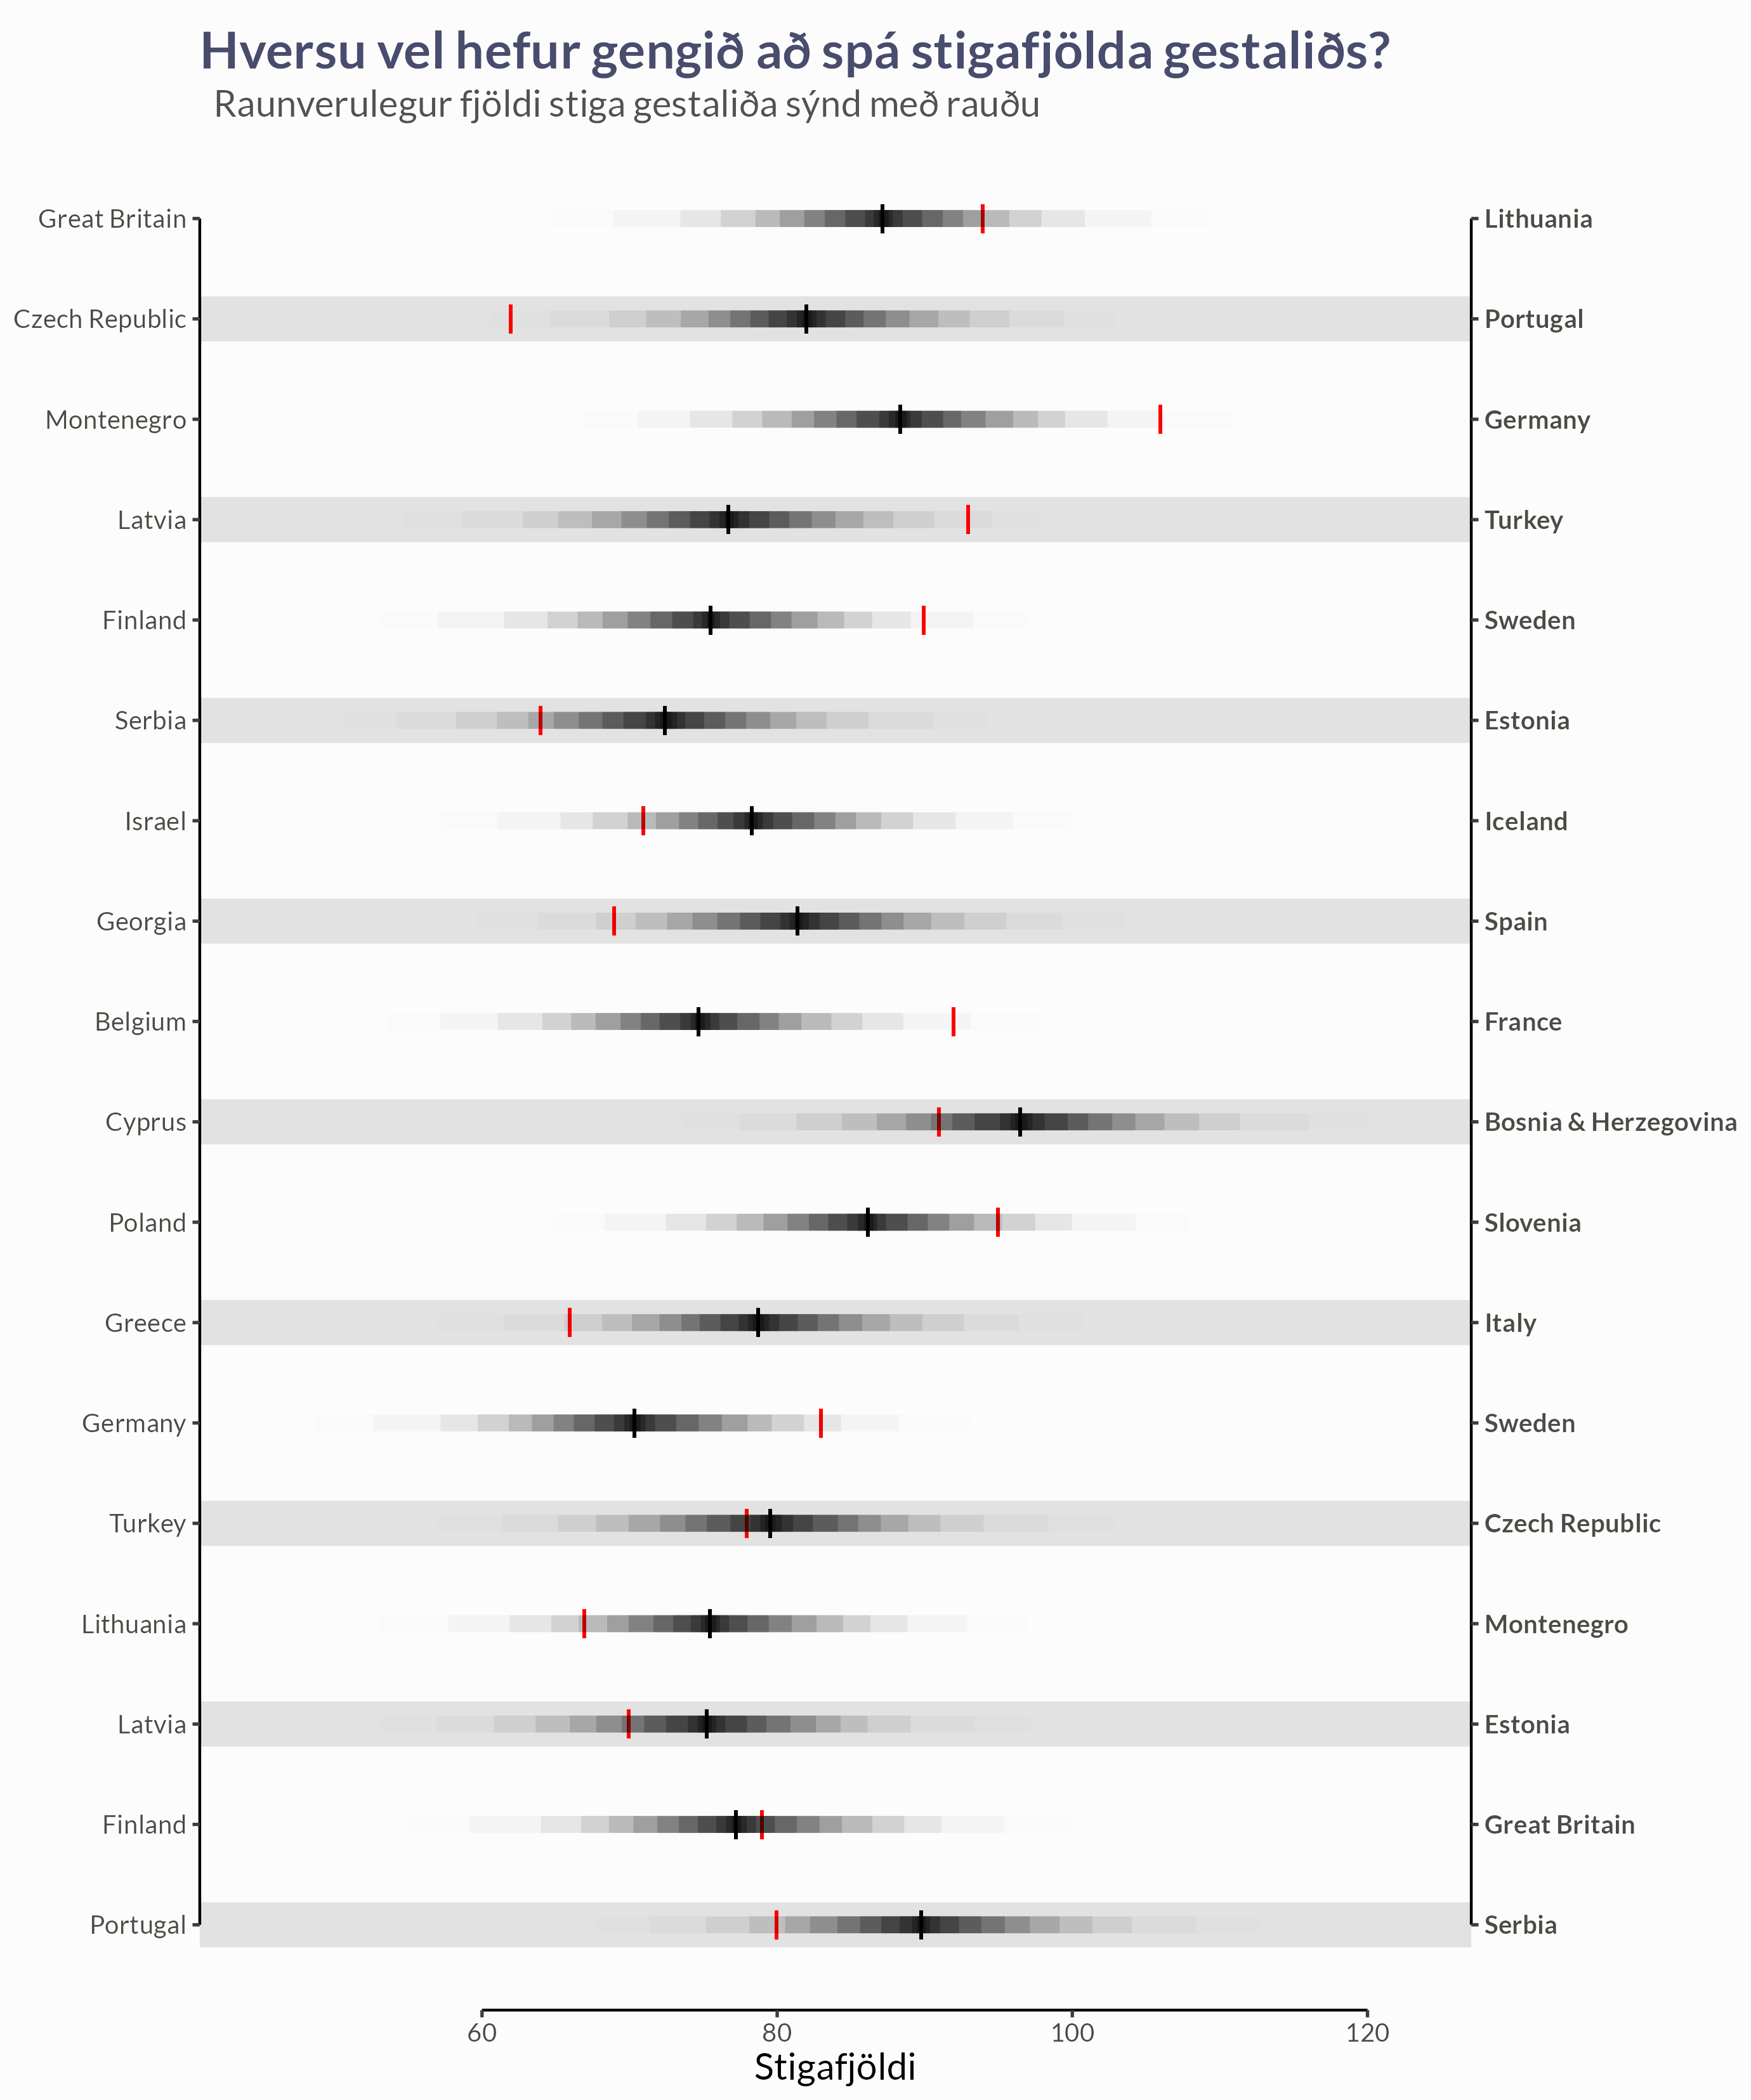 Hversu vel hefur gengið að spá stigafjölda gestaliðs?
Raunverulegur fjöldi stiga gestaliða sýnd með rauðu
Great Britain Lithuania
Czech Republic Portugal
Montenegro Germany
Latvia Turkey
Finland Sweden
Serbia Estonia
Israel Iceland
Georgia Spain
Belgium France
Cyprus Bosnia & Herzegovina
Poland Slovenia
Greece Italy
Germany Sweden
Turkey Czech Republic
Lithuania Montenegro
Latvia Estonia
Finland Great Britain
Portugal Serbia
60 80 100 120
Stigafjöldi